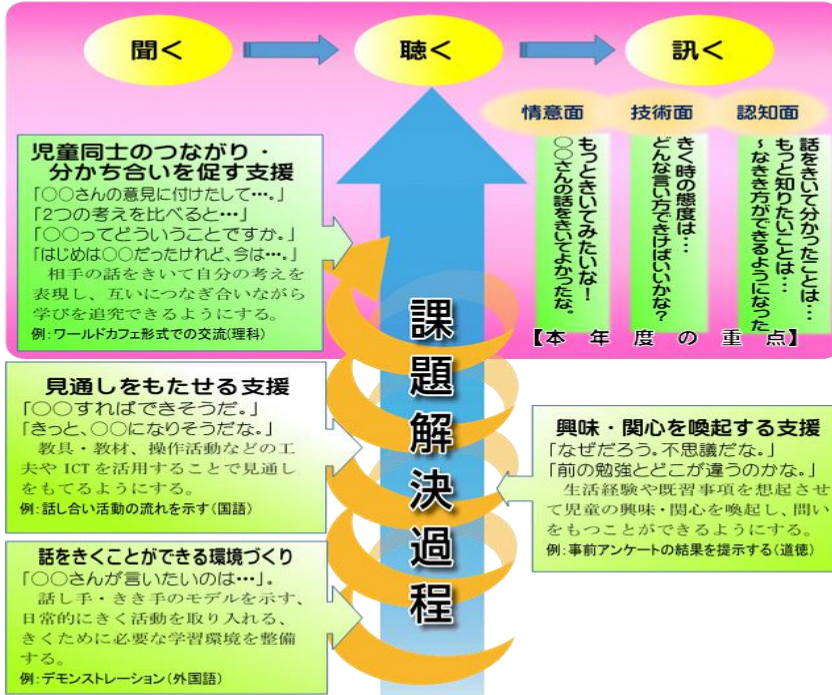 聞く
聴く
訊く
情意面
技術面
認知面
話をきいて分かったことは…
もっと知りたいことは…
～なきき方ができるようになった
きく時の態度は…
どんな言い方できけばいいかな?
もっときいてみたいな!
○○さんの話をきいてよかったな。
【本年度の重点】
児童同士のつながり・
分かち合いを促す支援
「○○さんの意見に付けたして…。」
「2つの考えを比べると…」
「○○ってどういうことですか。」
「はじめは○○だったけれど、今は…。」
相手の話をきいて自分の考えを
表現し、互いにつなぎ合いながら
学びを追究できるようにする。
例:ワールドカフェ形式での交流(理科)
課題解決過程
見通しをもたせる支援
「○○すればできそうだ。」
「きっと、○○になりそうだな。」
教具・教材、操作活動などの工
夫や ICT を活用することで見通し
をもてるようにする。
例:話し合い活動の流れを示す(国語)
興味・関心を喚起する支援
「なぜだろう。不思議だな。」
「前の勉強とどこが違うのかな。」
生活経験や既習事項を想起させ
て児童の興味・関心を喚起し、問い
をもつことができるようにする。
例:事前アンケートの結果を提示する(道徳)
話をきくことができる環境づくり
「○○さんが言いたいのは…」。
話し手・きき手のモデルを示す、
日常的にきく活動を取り入れる、
きくために必要な学習環境を整備
する。
例:デモンストレーション(外国語)